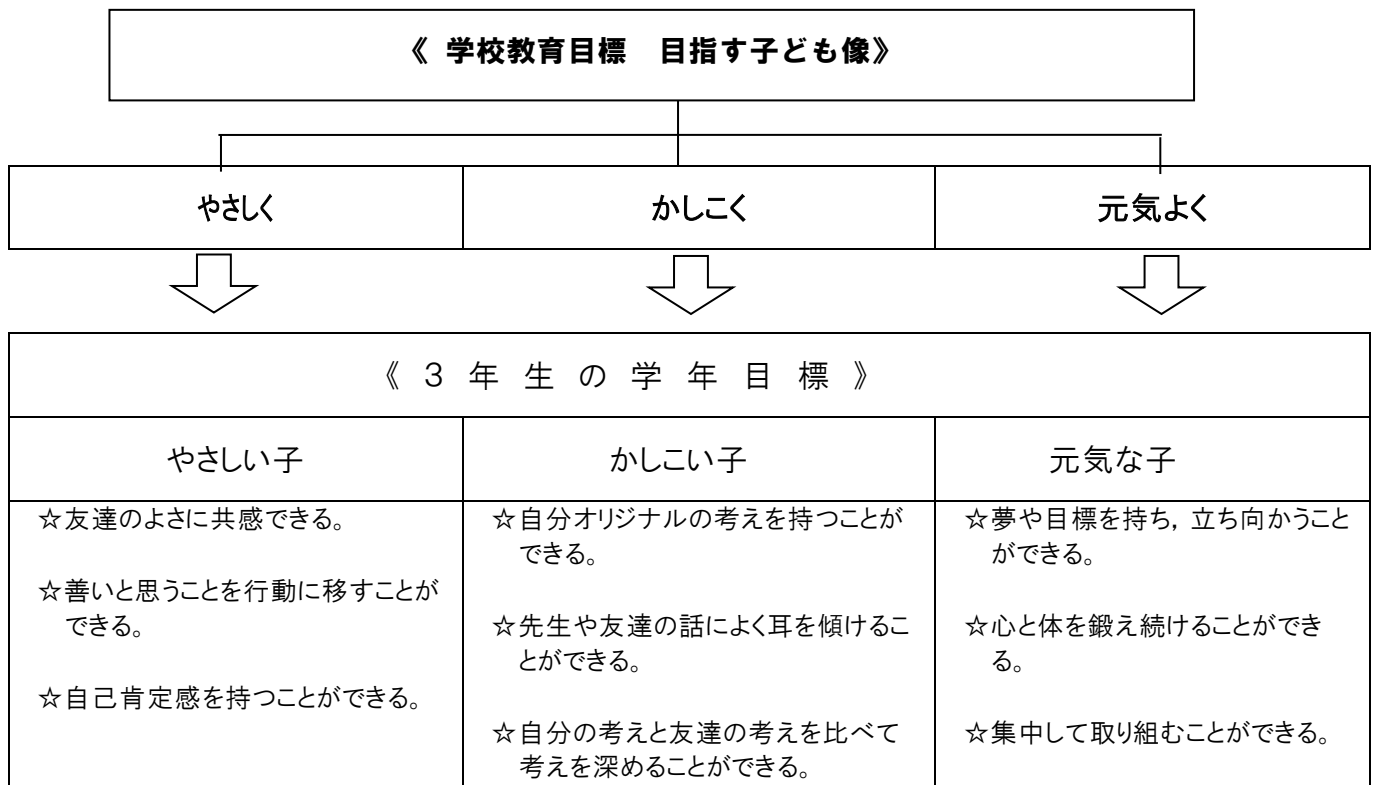 《 学校教育目標　目指す子ども像》
やさしく
かしこく
元気よく
《 3 年 生 の 学 年 目 標 》
やさしい子
かしこい子
元気な子
☆友達のよさに共感できる。
☆善いと思うことを行動に移すことが
できる。
☆自己肯定感を持つことができる。
☆自分オリジナルの考えを持つことが
できる。
☆先生や友達の話によく耳を傾けるこ
とができる。
☆自分の考えと友達の考えを比べて
考えを深めることができる。
☆夢や目標を持ち，立ち向かうこと
ができる。
☆心と体を鍛え続けることができ
る。
☆集中して取り組むことができる。